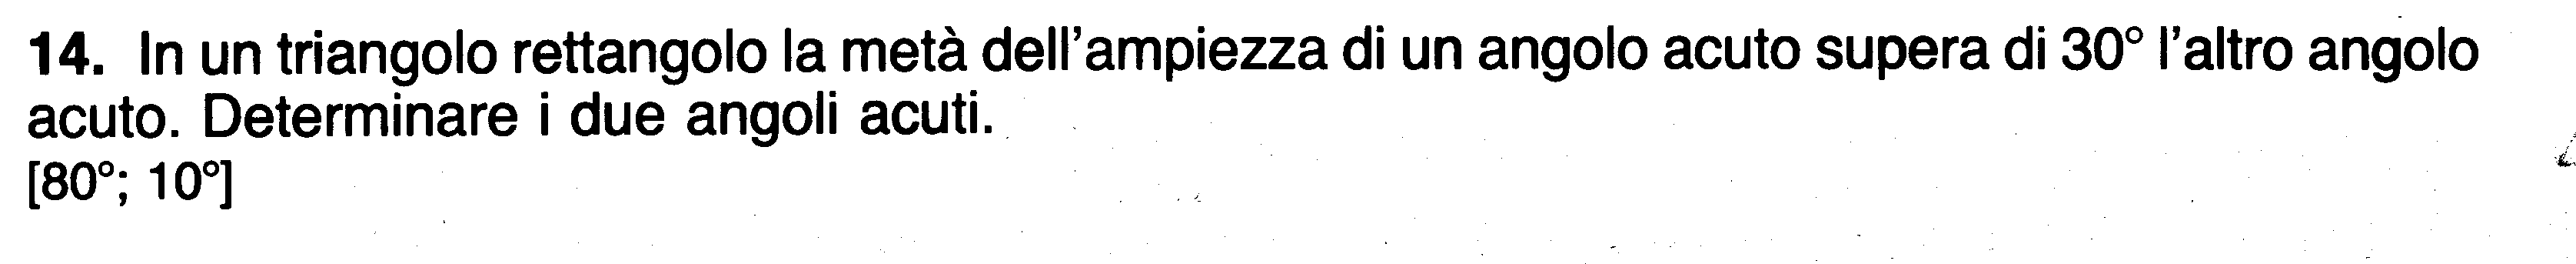 14. In un triangolo rettangolo la metà dell'ampiezza di un angolo acuto supera di 30° l'altro angolo
acuto. Determinare i due angoli acuti.
[80°; 10°]